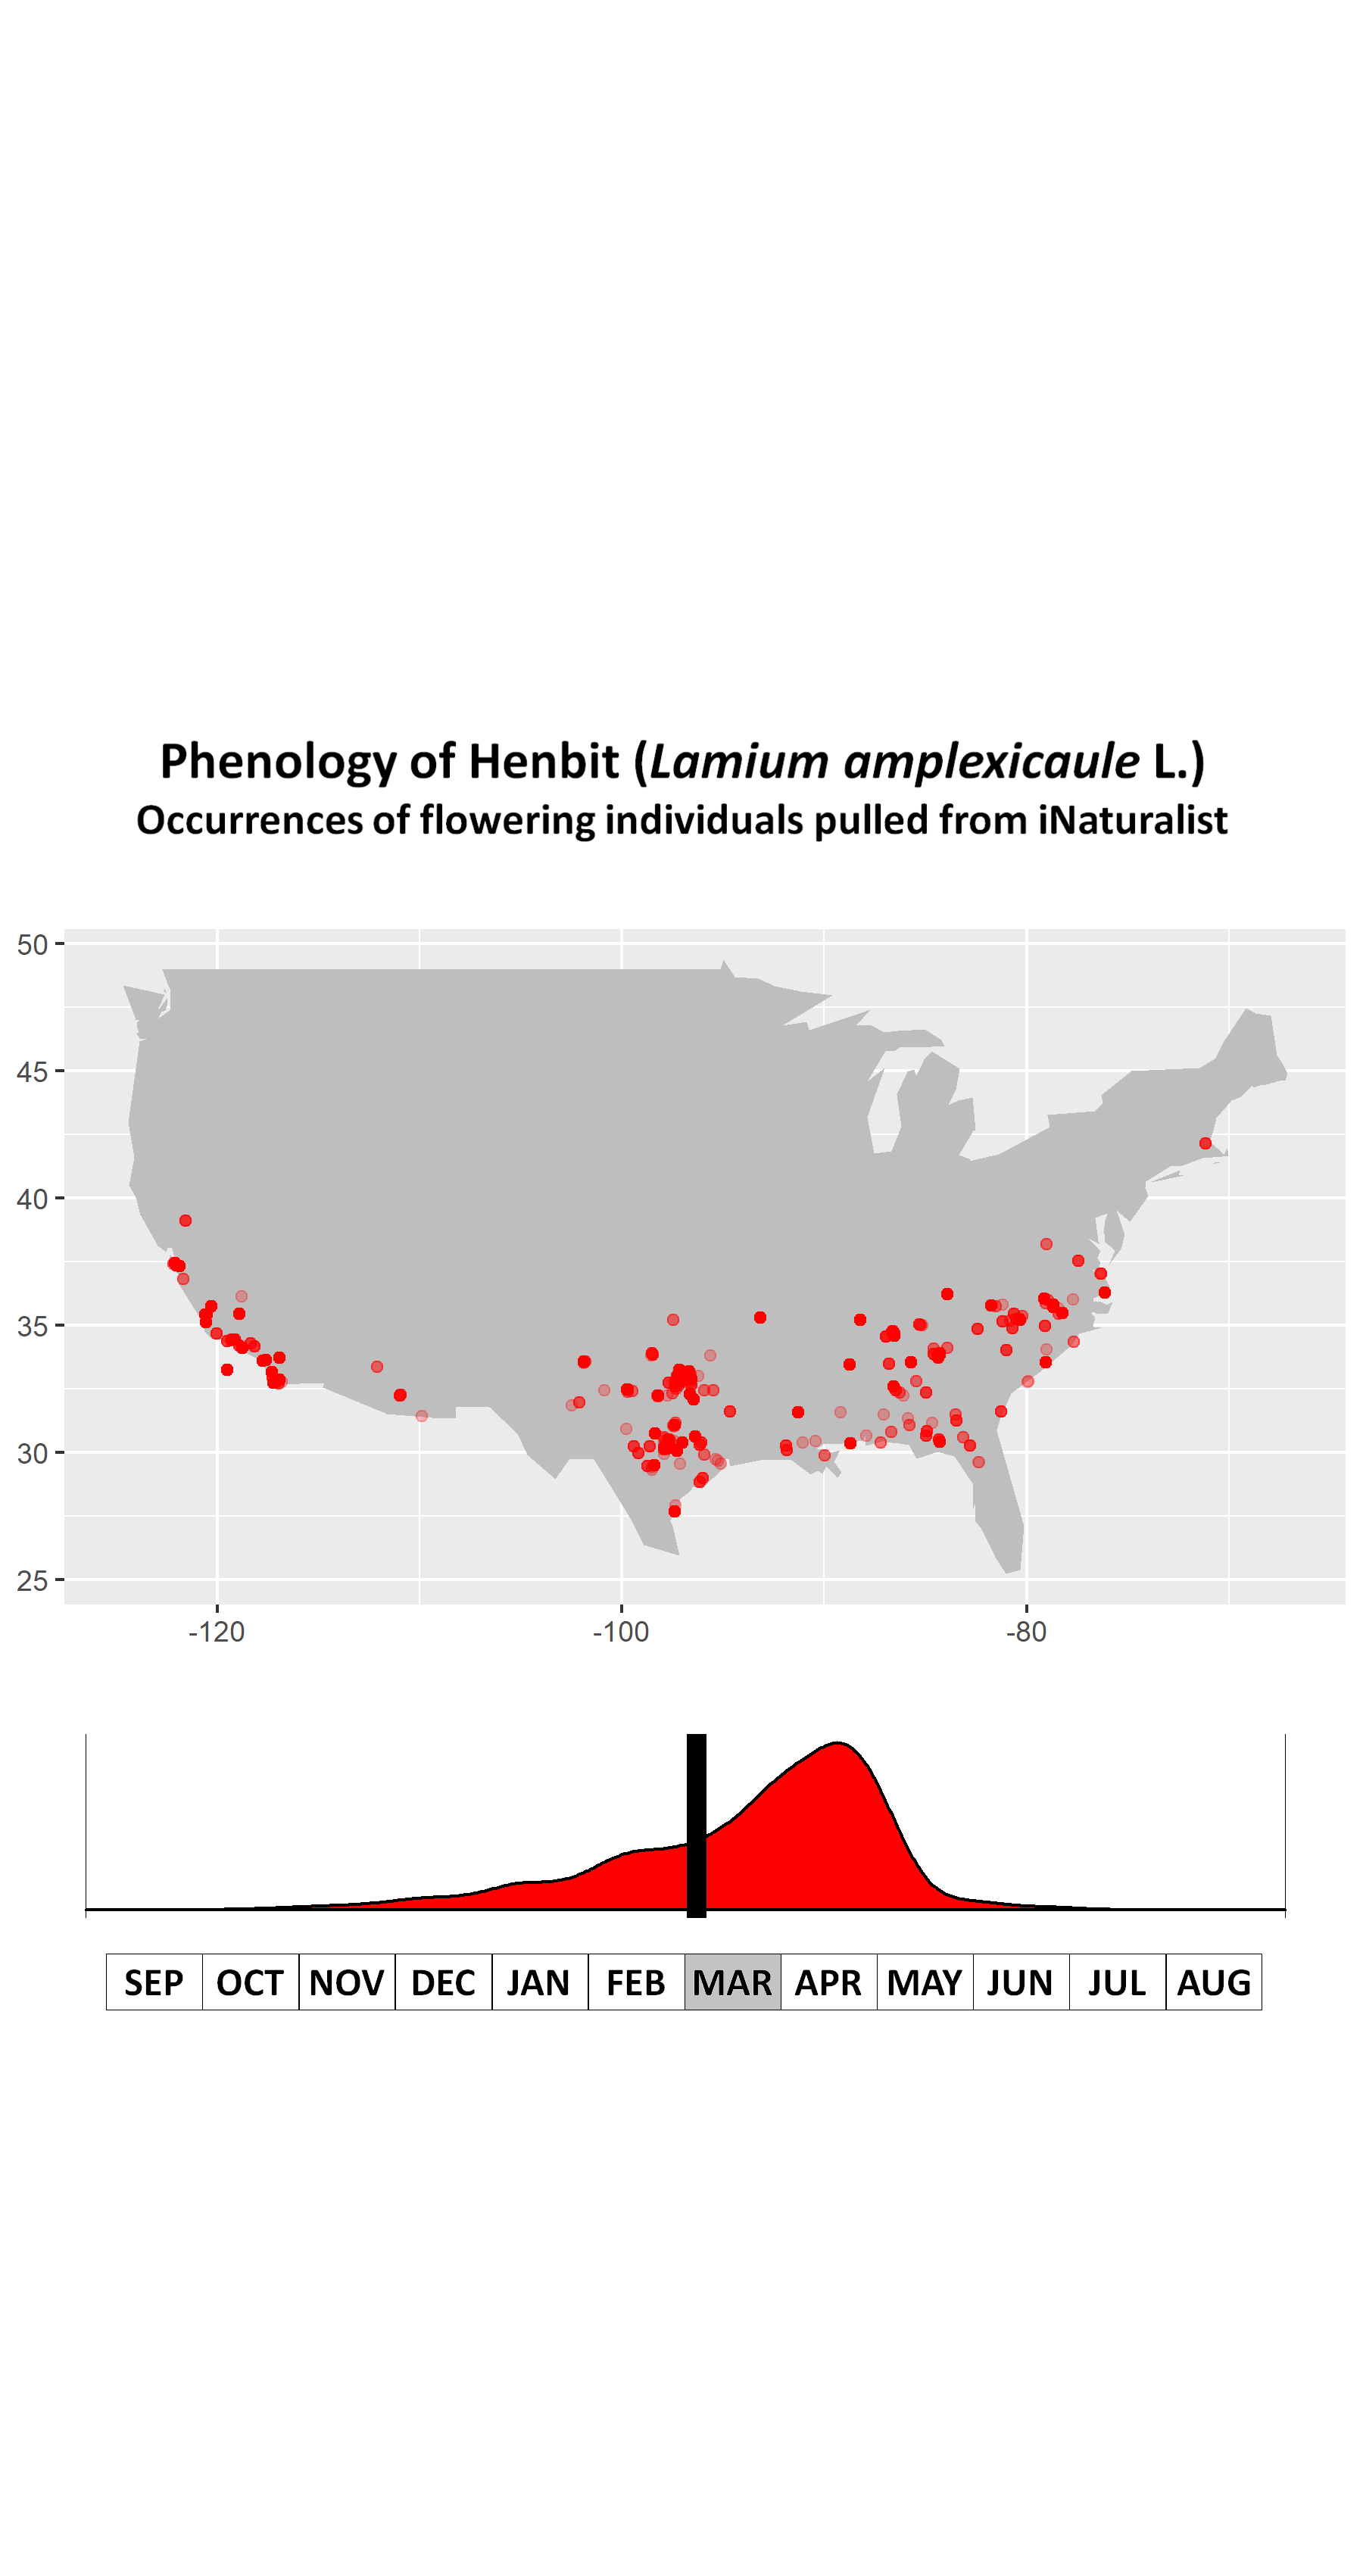 Phenology of Henbit (Lamium amplexicaule L.)
Occurrences of flowering individuals pulled from iNaturalist
50
45
40
35
30
25
-120 -100 -80
SEP OCT NOV DEC JAN FEB MAR APR MAY JUN JUL AUG